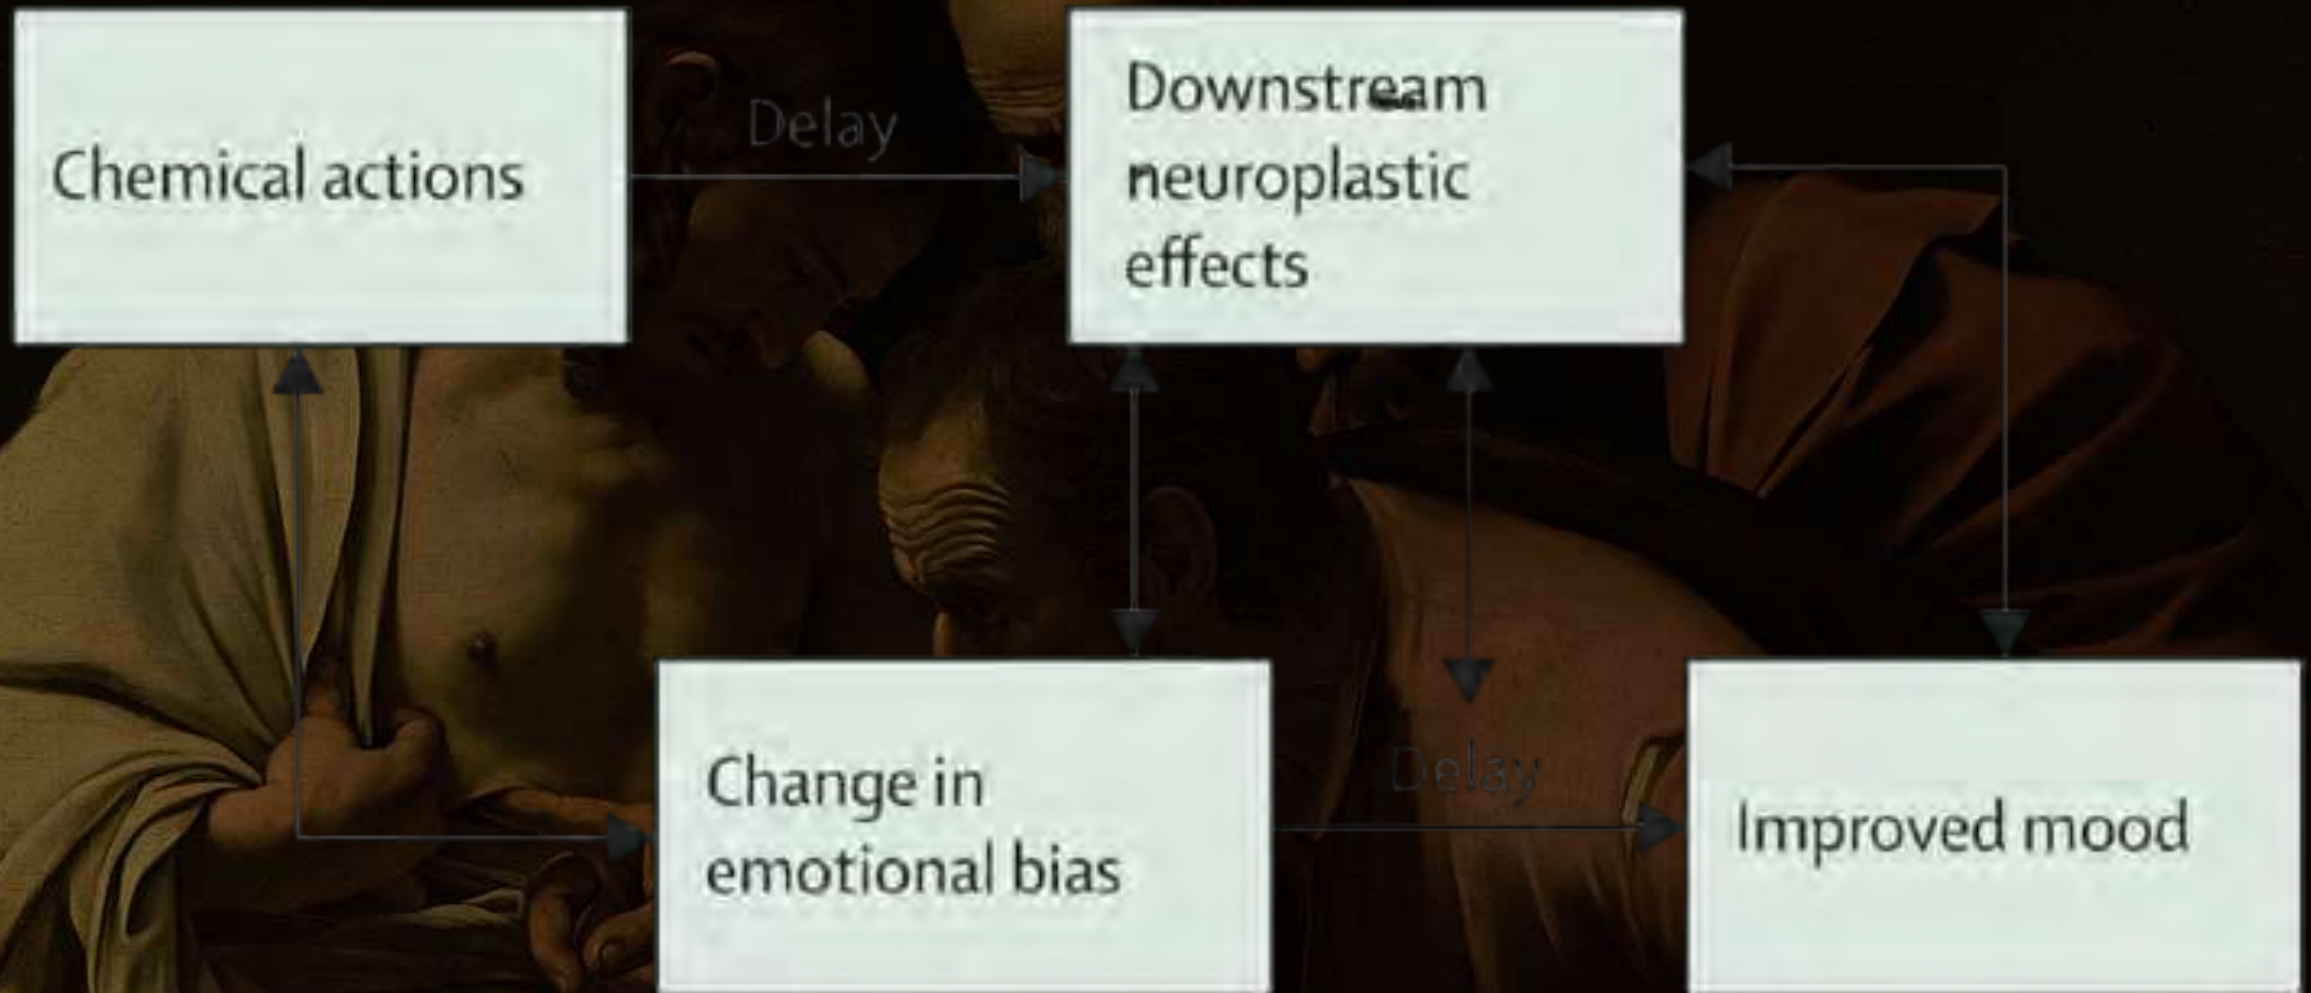 Chemical actions
Delay
Downstream
neuroplastic
effects
Change in
emotional bias
Delay
Improved mood